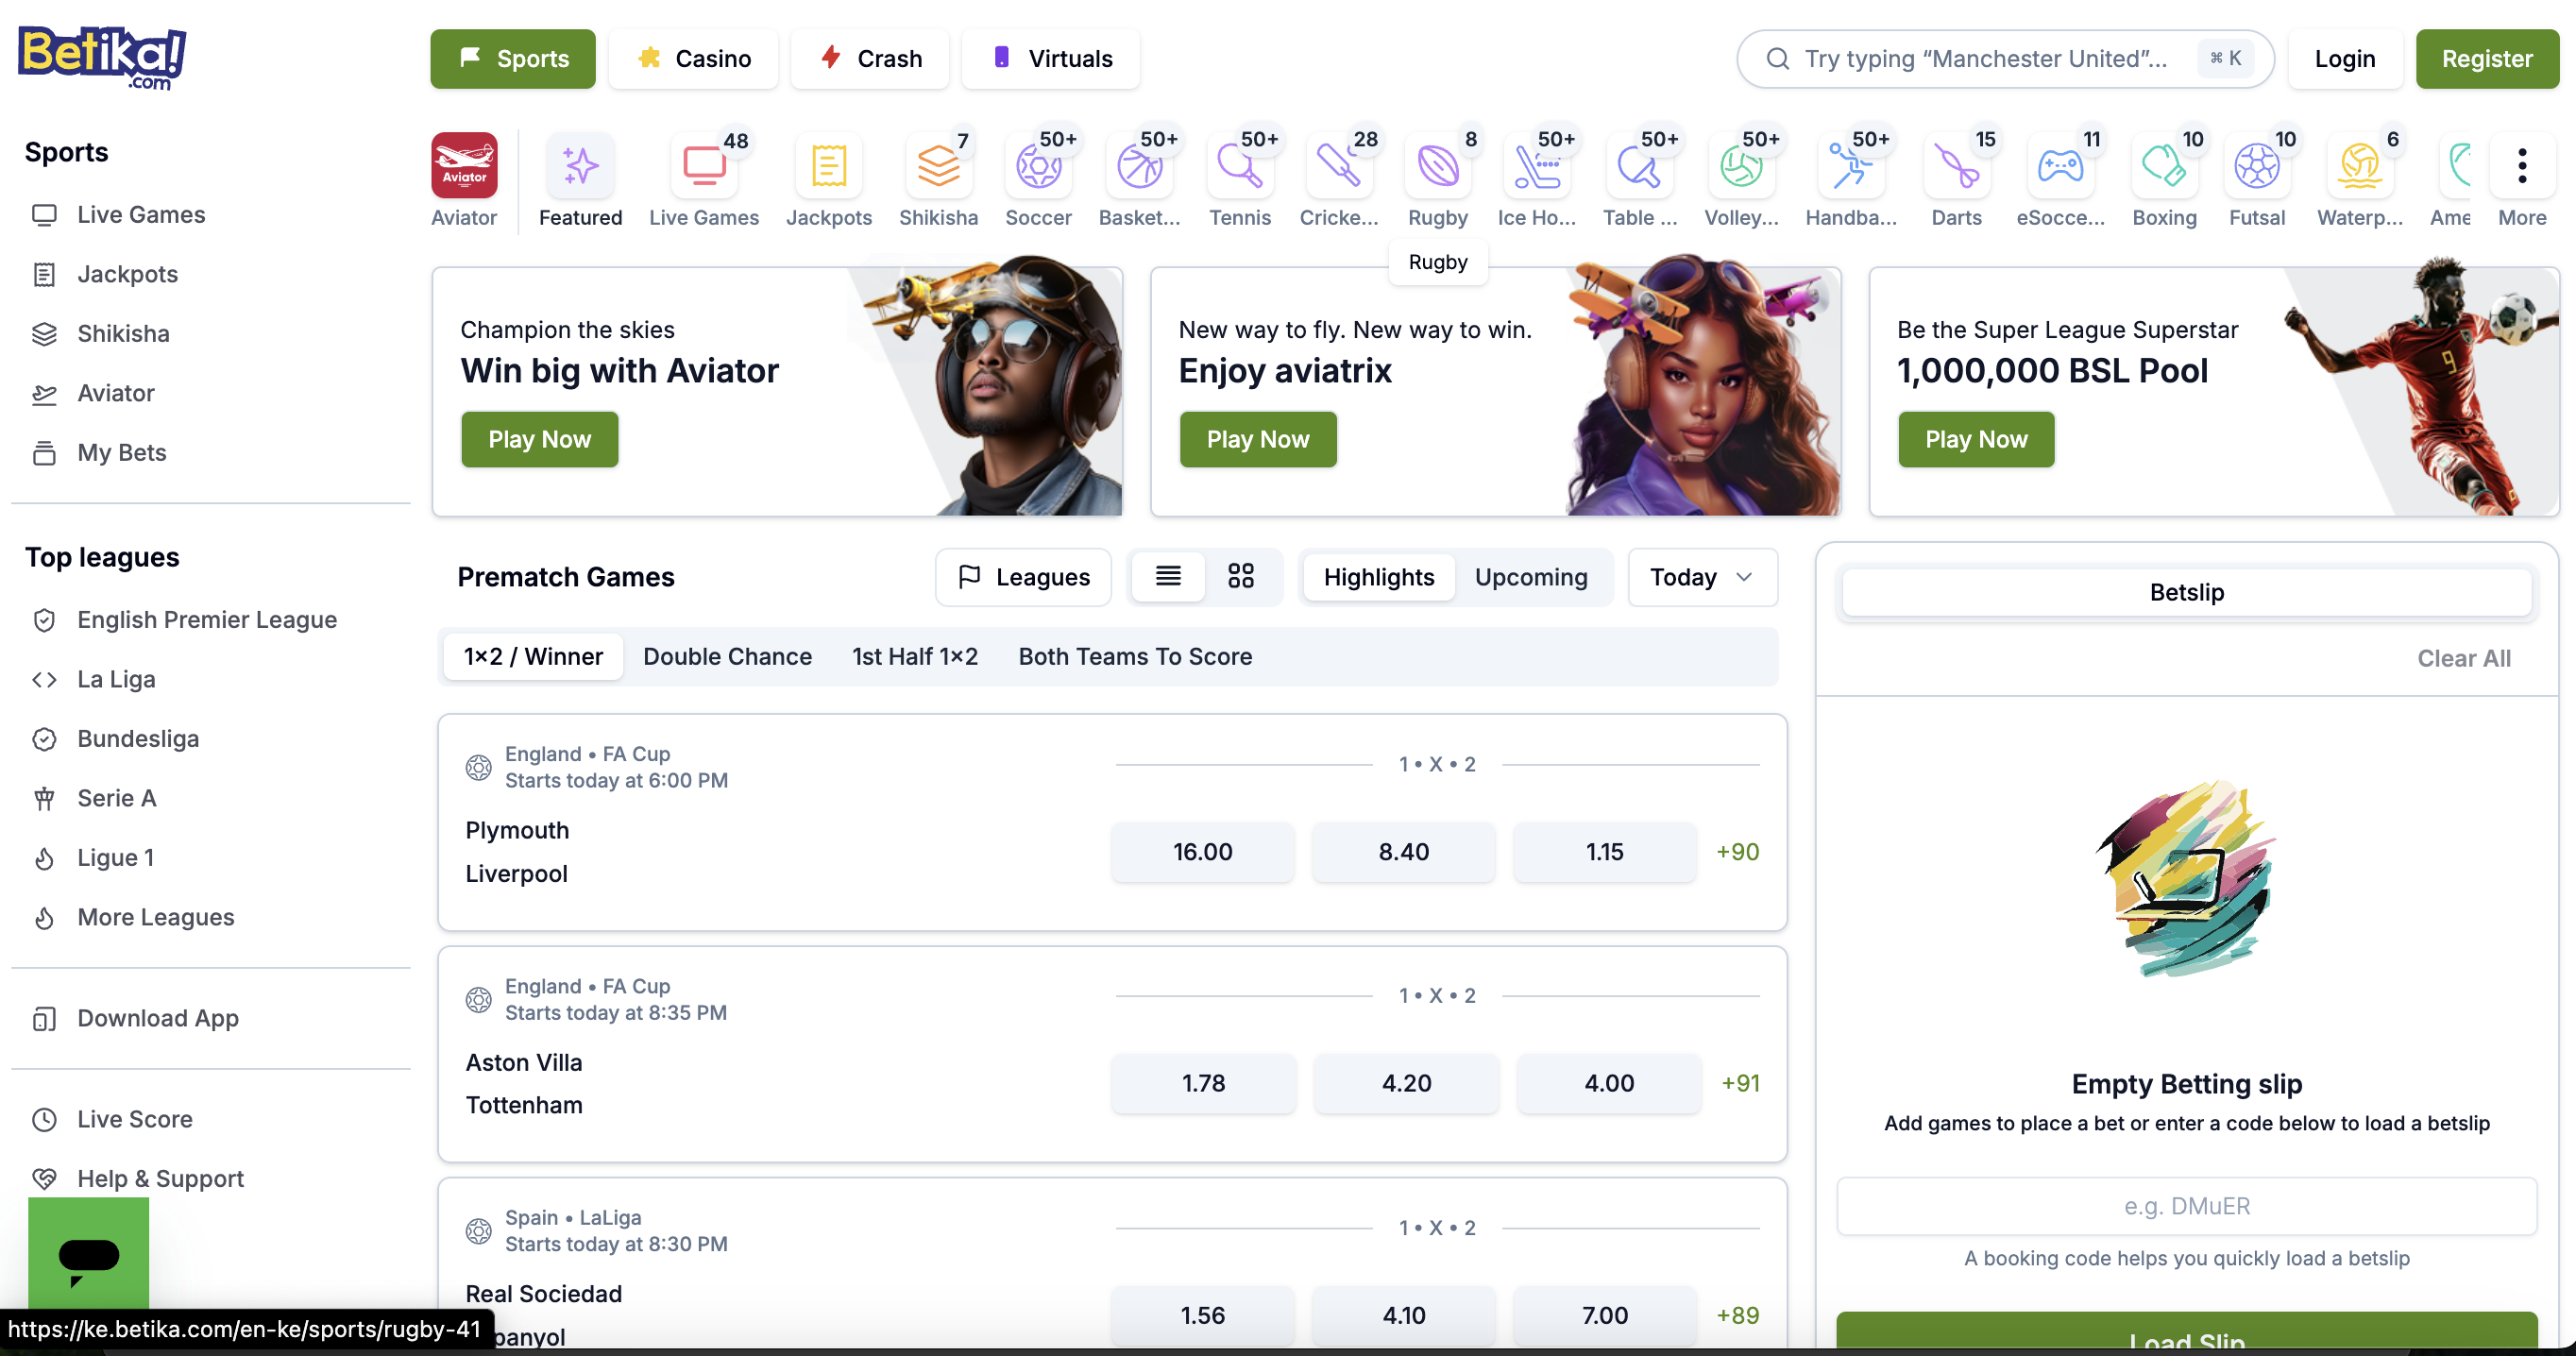 Betika!
.com
Sports
Casino
Crash
Virtuals
Try typing “Manchester United”...
⌘ K
Login
Register
Sports
Live Games
Jackpots
Shikisha
Aviator
My Bets
Top leagues
English Premier League
La Liga
Bundesliga
Serie A
Ligue 1
More Leagues
Download App
Live Score
Help & Support
Aviator
Aviator
Featured
48
Live Games
Jackpots
7
Shikisha
50+
Soccer
50+
Basket...
50+
Tennis
28
Cricke...
8
Rugby
50+
Ice Ho...
50+
Table ...
50+
Volley...
50+
Handba...
15
Darts
11
eSocce...
10
Boxing
10
Futsal
6
Waterp...
Ame
More
Rugby
Champion the skies
Win big with Aviator
Play Now
New way to fly. New way to win.
Enjoy aviatrix
Play Now
Be the Super League Superstar
1,000,000 BSL Pool
Play Now
9
Prematch Games
Leagues
Highlights
Upcoming
Today
1×2 / Winner
Double Chance
1st Half 1×2
Both Teams To Score
England • FA Cup
Starts today at 6:00 PM
1 • X • 2
Plymouth
Liverpool
16.00
8.40
1.15
+90
England • FA Cup
Starts today at 8:35 PM
1 • X • 2
Aston Villa
Tottenham
1.78
4.20
4.00
+91
Spain • LaLiga
Starts today at 8:30 PM
1 • X • 2
Real Sociedad
panyol
1.56
4.10
7.00
+89
Betslip
Clear All
Empty Betting slip
Add games to place a bet or enter a code below to load a betslip
e.g. DMuER
A booking code helps you quickly load a betslip
Load Slip
https://ke.betika.com/en-ke/sports/rugby-41